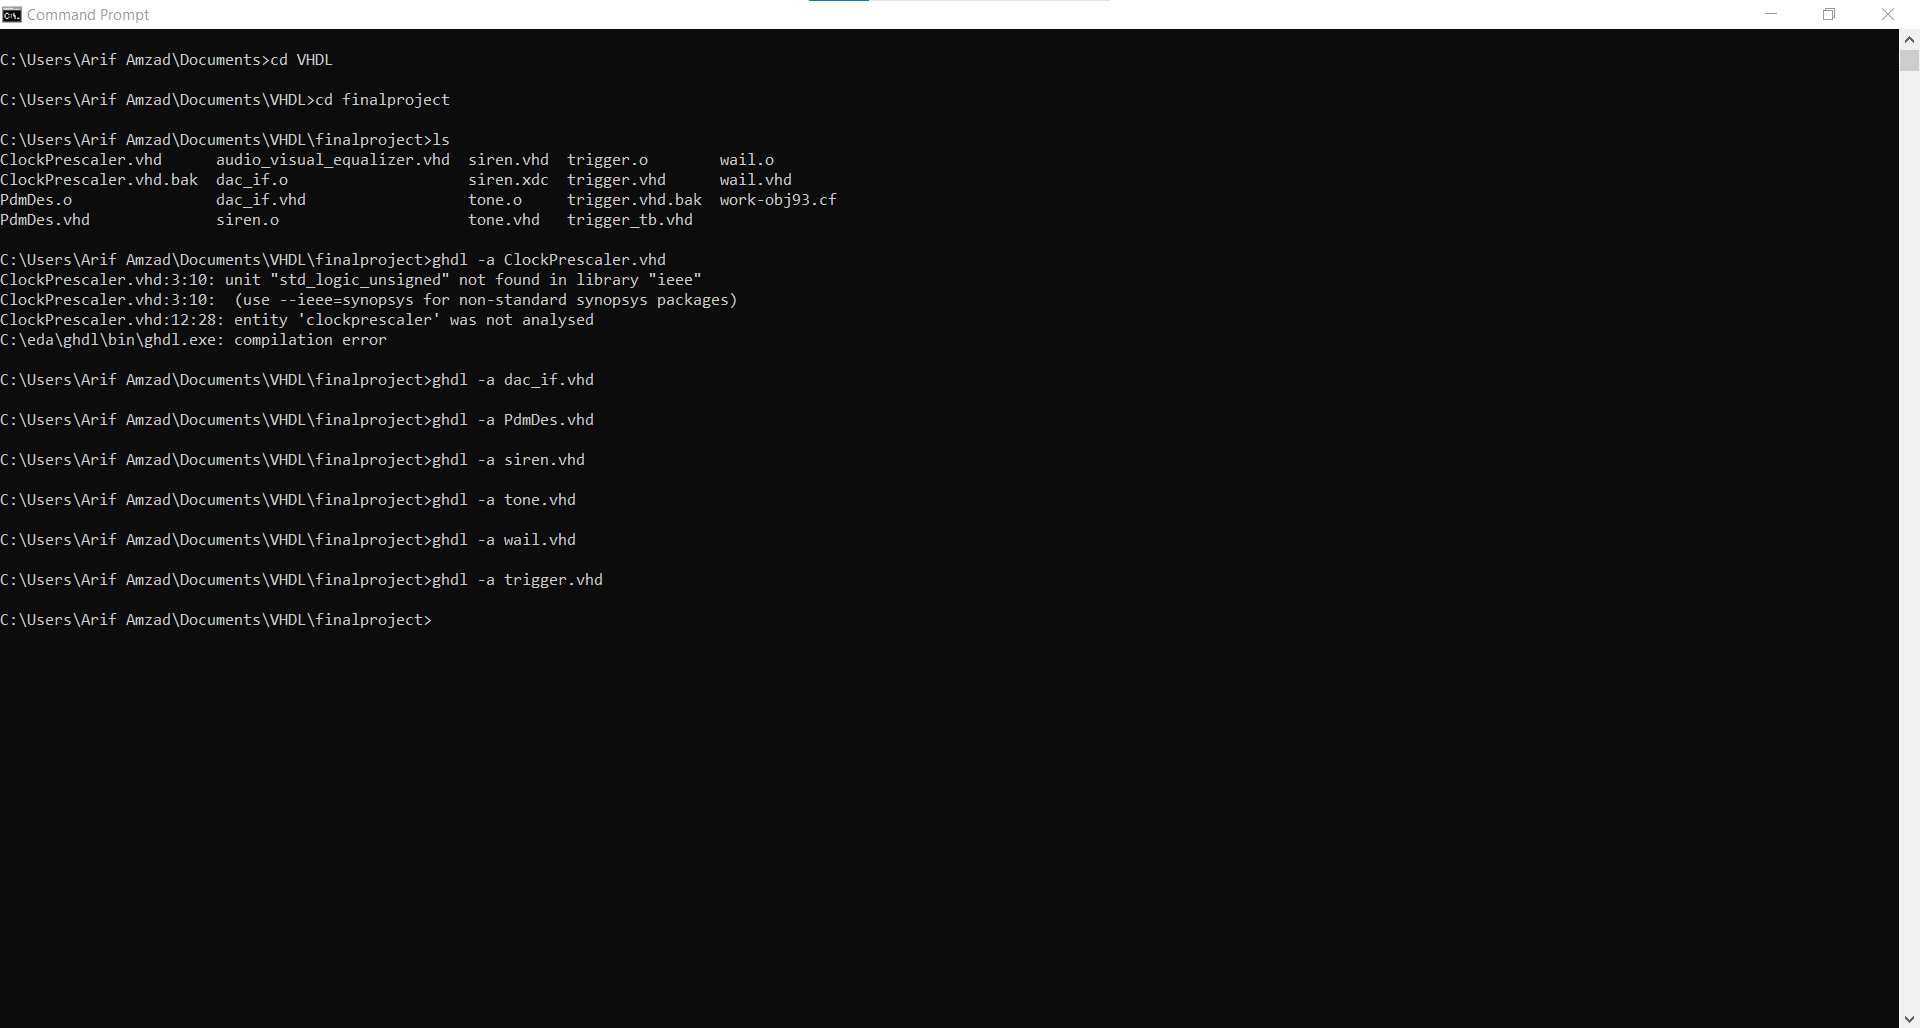 Command Prompt
C:\Users\Arif Amzad\Documents>cd VHDL
C:\Users\Arif Amzad\Documents\VHDL>cd finalproject
C:\Users\Arif Amzad\Documents\VHDL\finalproject>ls
ClockPrescaler.vhd      audio_visual_equalizer.vhd  siren.vhd  trigger.o        wail.o
ClockPrescaler.vhd.bak  dac_if.o                    siren.xdc  trigger.vhd      wail.vhd
PdmDes.o                dac_if.vhd                  tone.o     trigger.vhd.bak  work-obj93.cf
PdmDes.vhd              siren.o                     tone.vhd   trigger_tb.vhd
C:\Users\Arif Amzad\Documents\VHDL\finalproject>ghdl -a ClockPrescaler.vhd
ClockPrescaler.vhd:3:10: unit "std_logic_unsigned" not found in library "ieee"
ClockPrescaler.vhd:3:10:  (use --ieee=synopsys for non-standard synopsys packages)
ClockPrescaler.vhd:12:28: entity 'clockprescaler' was not analysed
C:\eda\ghdl\bin\ghdl.exe: compilation error
C:\Users\Arif Amzad\Documents\VHDL\finalproject>ghdl -a dac_if.vhd
C:\Users\Arif Amzad\Documents\VHDL\finalproject>ghdl -a PdmDes.vhd
C:\Users\Arif Amzad\Documents\VHDL\finalproject>ghdl -a siren.vhd
C:\Users\Arif Amzad\Documents\VHDL\finalproject>ghdl -a tone.vhd
C:\Users\Arif Amzad\Documents\VHDL\finalproject>ghdl -a wail.vhd
C:\Users\Arif Amzad\Documents\VHDL\finalproject>ghdl -a trigger.vhd
C:\Users\Arif Amzad\Documents\VHDL\finalproject>